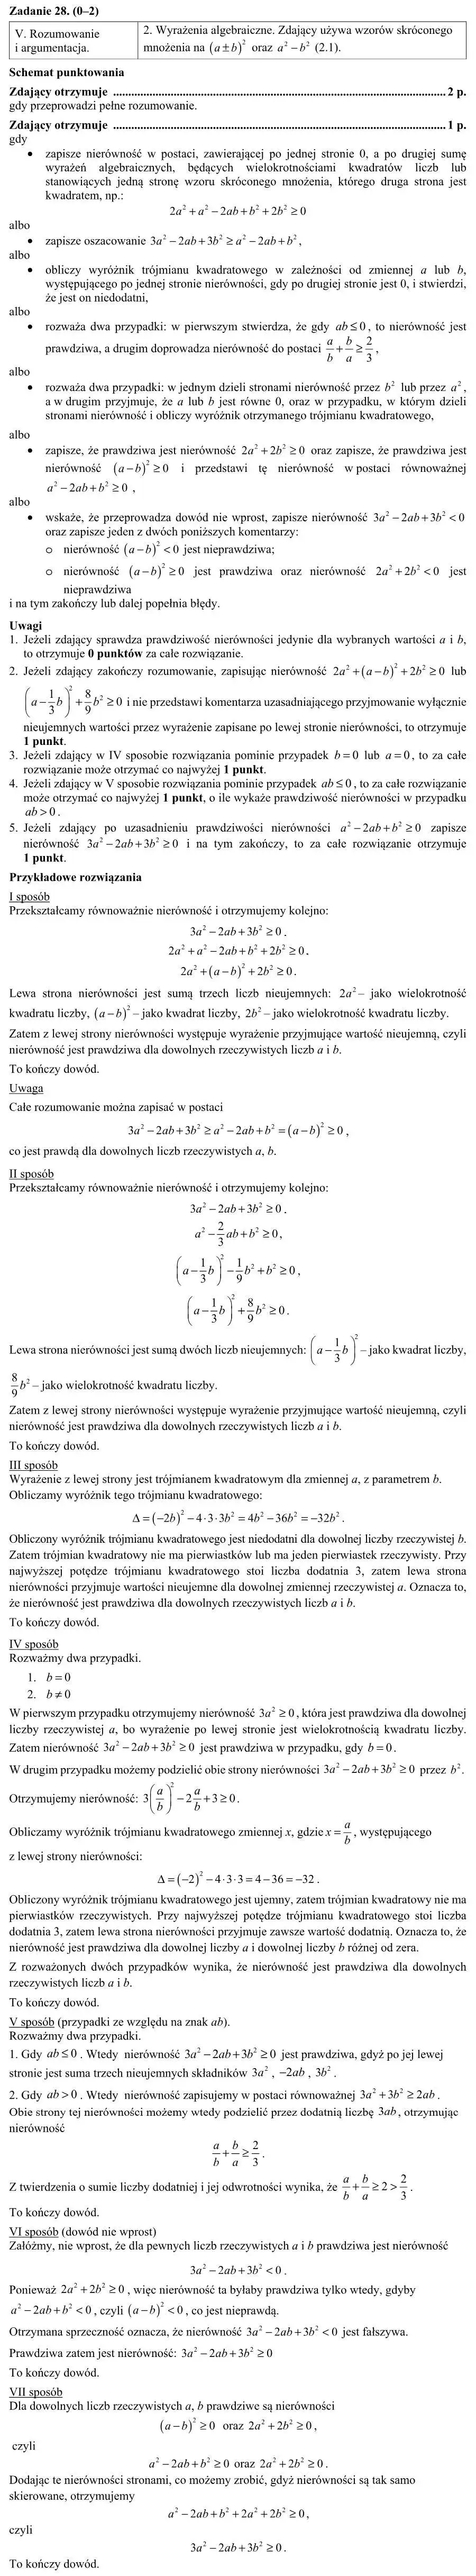 Zadanie 28. (0–2)
V. Rozumowanie
i argumentacja.
2. Wyrażenia algebraiczne. Zdający używa wzorów skróconego
mnożenia na (a ± b)² oraz a² − b² (2.1).
Schemat punktowania
Zdający otrzymuje ............................................................ 2 p.
gdy przeprowadzi pełne rozumowanie.
Zdający otrzymuje ............................................................ 1 p.
gdy
• zapisze nierówność w postaci, zawierającej po jednej stronie 0, a po drugiej sumę
wyrażeń algebraicznych, będących wielokrotnościami kwadratów liczb lub
stanowiących jedną stronę wzoru skróconego mnożenia, którego druga strona jest
kwadratem, np.:
2a² + a² − 2ab + b² + 2b² ≥ 0
albo
• zapisze oszacowanie 3a² − 2ab + 3b² ≥ a² − 2ab + b²,
albo
• obliczy wyróżnik trójmianu kwadratowego w zależności od zmiennej a lub b,
występującego po jednej stronie nierówności, gdy po drugiej stronie jest 0, i stwierdzi,
że jest on niedodatni,
albo
• rozważa dwa przypadki: w pierwszym stwierdza, że gdy ab ≤ 0, to nierówność jest
prawdziwa, a drugim doprowadza nierówność do postaci a/b + b/a ≥ 2/3,
albo
• rozważa dwa przypadki: w jednym dzieli stronami nierówność przez b² lub przez a²,
a w drugim przyjmuje, że a lub b jest równe 0, oraz w przypadku, w którym dzieli
stronami nierówność i obliczy wyróżnik otrzymanego trójmianu kwadratowego,
albo
• zapisze, że prawdziwa jest nierówność 2a² + 2b² ≥ 0 oraz zapisze, że prawdziwa jest
nierówność (a − b)² ≥ 0 i przedstawi tę nierówność w postaci równoważnej
a² − 2ab + b² ≥ 0 ,
albo
• wskaże, że przeprowadza dowód nie wprost, zapisze nierówność 3a² − 2ab + 3b² < 0
oraz zapisze jeden z dwóch poniższych komentarzy:
o nierówność (a − b)² < 0 jest nieprawdziwa;
o nierówność (a − b)² ≥ 0 jest prawdziwa oraz nierówność 2a² + 2b² < 0 jest
nieprawdziwa
i na tym zakończy lub dalej popełnia błędy.
Uwagi
1. Jeżeli zdający sprawdza prawdziwość nierówności jedynie dla wybranych wartości a i b,
to otrzymuje 0 punktów za całe rozwiązanie.
2. Jeżeli zdający zakończy rozumowanie, zapisując nierówność 2a² + (a − b)² + 2b² ≥ 0 lub
(a − 1/3 b)² + 8/9 b² ≥ 0 i nie przedstawi komentarza uzasadniającego przyjmowanie wyłącznie
nieujemnych wartości przez wyrażenie zapisane po lewej stronie nierówności, to otrzymuje
1 punkt.
3. Jeżeli zdający w IV sposobie rozwiązania pominie przypadek b = 0 lub a = 0, to za całe
rozwiązanie może otrzymać co najwyżej 1 punkt.
4. Jeżeli zdający w V sposobie rozwiązania pominie przypadek ab ≤ 0, to za całe rozwiązanie
może otrzymać co najwyżej 1 punkt, o ile wykaże prawdziwość nierówności w przypadku
ab > 0.
5. Jeżeli zdający po uzasadnieniu prawdziwości nierówności a² − 2ab + b² ≥ 0 zapisze
nierówność 3a² − 2ab + 3b² ≥ 0 i na tym zakończy, to za całe rozwiązanie otrzymuje
1 punkt.
Przykładowe rozwiązania
I sposób
Przekształcamy równoważnie nierówność i otrzymujemy kolejno:
3a² − 2ab + 3b² ≥ 0 .
2a² + a² − 2ab + b² + 2b² ≥ 0,
2a² + (a − b)² + 2b² ≥ 0.
Lewa strona nierówności jest sumą trzech liczb nieujemnych: 2a² – jako wielokrotność
kwadratu liczby, (a − b)² – jako kwadrat liczby, 2b² – jako wielokrotność kwadratu liczby.
Zatem z lewej strony nierówności występuje wyrażenie przyjmujące wartość nieujemną, czyli
nierówność jest prawdziwa dla dowolnych rzeczywistych liczb a i b.
To kończy dowód.
Uwaga
Całe rozumowanie można zapisać w postaci
3a² − 2ab + 3b² ≥ a² − 2ab + b² = (a − b)² ≥ 0 ,
co jest prawdą dla dowolnych liczb rzeczywistych a, b.
II sposób
Przekształcamy równoważnie nierówność i otrzymujemy kolejno:
3a² − 2ab + 3b² ≥ 0 .
a² − 2/3 ab + b² ≥ 0,
(a − 1/3 b)² − 1/9 b² + b² ≥ 0,
(a − 1/3 b)² + 8/9 b² ≥ 0.
Lewa strona nierówności jest sumą dwóch liczb nieujemnych: (a − 1/3 b)² – jako kwadrat liczby,
8/9 b² – jako wielokrotność kwadratu liczby.
Zatem z lewej strony nierówności występuje wyrażenie przyjmujące wartość nieujemną, czyli
nierówność jest prawdziwa dla dowolnych rzeczywistych liczb a i b.
To kończy dowód.
III sposób
Wyrażenie z lewej strony jest trójmianem kwadratowym dla zmiennej a, z parametrem b.
Obliczamy wyróżnik tego trójmianu kwadratowego:
Δ = (−2b)² − 4·3·3b² = 4b² − 36b² = −32b² .
Obliczony wyróżnik trójmianu kwadratowego jest niedodatni dla dowolnej liczby rzeczywistej b.
Zatem trójmian kwadratowy nie ma pierwiastków lub ma jeden pierwiastek rzeczywisty. Przy
najwyższej potędze trójmianu kwadratowego stoi liczba dodatnia 3, zatem lewa strona
nierówności przyjmuje wartości nieujemne dla dowolnej zmiennej rzeczywistej a. Oznacza to,
że nierówność jest prawdziwa dla dowolnych rzeczywistych liczb a i b.
To kończy dowód.
IV sposób
Rozważmy dwa przypadki.
1. b = 0
2. b ≠ 0
W pierwszym przypadku otrzymujemy nierówność 3a² ≥ 0, która jest prawdziwa dla dowolnej
liczby rzeczywistej a, bo wyrażenie po lewej stronie jest wielokrotnością kwadratu liczby.
Zatem nierówność 3a² − 2ab + 3b² ≥ 0 jest prawdziwa w przypadku, gdy b = 0.
W drugim przypadku możemy podzielić obie strony nierówności 3a² − 2ab + 3b² ≥ 0 przez b².
Otrzymujemy nierówność: 3(a/b)² − 2 a/b + 3 ≥ 0.
Obliczamy wyróżnik trójmianu kwadratowego zmiennej x, gdzie x = a/b, występującego
z lewej strony nierówności:
Δ = (−2)² − 4·3·3 = 4 − 36 = −32 .
Obliczony wyróżnik trójmianu kwadratowego jest ujemny, zatem trójmian kwadratowy nie ma
pierwiastków rzeczywistych. Przy najwyższej potędze trójmianu kwadratowego stoi liczba
dodatnia 3, zatem lewa strona nierówności przyjmuje zawsze wartość dodatnią. Oznacza to, że
nierówność jest prawdziwa dla dowolnej liczby a i dowolnej liczby b różnej od zera.
Z rozważonych dwóch przypadków wynika, że nierówność jest prawdziwa dla dowolnych
rzeczywistych liczb a i b.
To kończy dowód.
V sposób (przypadki ze względu na znak ab).
Rozważmy dwa przypadki.
1. Gdy ab ≤ 0 . Wtedy nierówność 3a² − 2ab + 3b² ≥ 0 jest prawdziwa, gdyż po jej lewej
stronie jest suma trzech nieujemnych składników 3a² , −2ab , 3b² .
2. Gdy ab > 0 . Wtedy nierówność zapisujemy w postaci równoważnej 3a² + 3b² ≥ 2ab .
Obie strony tej nierówności możemy wtedy podzielić przez dodatnią liczbę 3ab, otrzymując
nierówność
a/b + b/a ≥ 2/3 .
Z twierdzenia o sumie liczby dodatniej i jej odwrotności wynika, że a/b + b/a ≥ 2 > 2/3 .
To kończy dowód.
VI sposób (dowód nie wprost)
Załóżmy, nie wprost, że dla pewnych liczb rzeczywistych a i b prawdziwa jest nierówność
3a² − 2ab + 3b² < 0 .
Ponieważ 2a² + 2b² ≥ 0 , więc nierówność ta byłaby prawdziwa tylko wtedy, gdyby
a² − 2ab + b² < 0 , czyli (a − b)² < 0 , co jest nieprawdą.
Otrzymana sprzeczność oznacza, że nierówność 3a² − 2ab + 3b² < 0 jest fałszywa.
Prawdziwa zatem jest nierówność: 3a² − 2ab + 3b² ≥ 0
To kończy dowód.
VII sposób
Dla dowolnych liczb rzeczywistych a, b prawdziwe są nierówności
(a − b)² ≥ 0 oraz 2a² + 2b² ≥ 0 ,
czyli
a² − 2ab + b² ≥ 0 oraz 2a² + 2b² ≥ 0 .
Dodając te nierówności stronami, co możemy zrobić, gdyż nierówności są tak samo
skierowane, otrzymujemy
a² − 2ab + b² + 2a² + 2b² ≥ 0 ,
czyli
3a² − 2ab + 3b² ≥ 0 .
To kończy dowód.